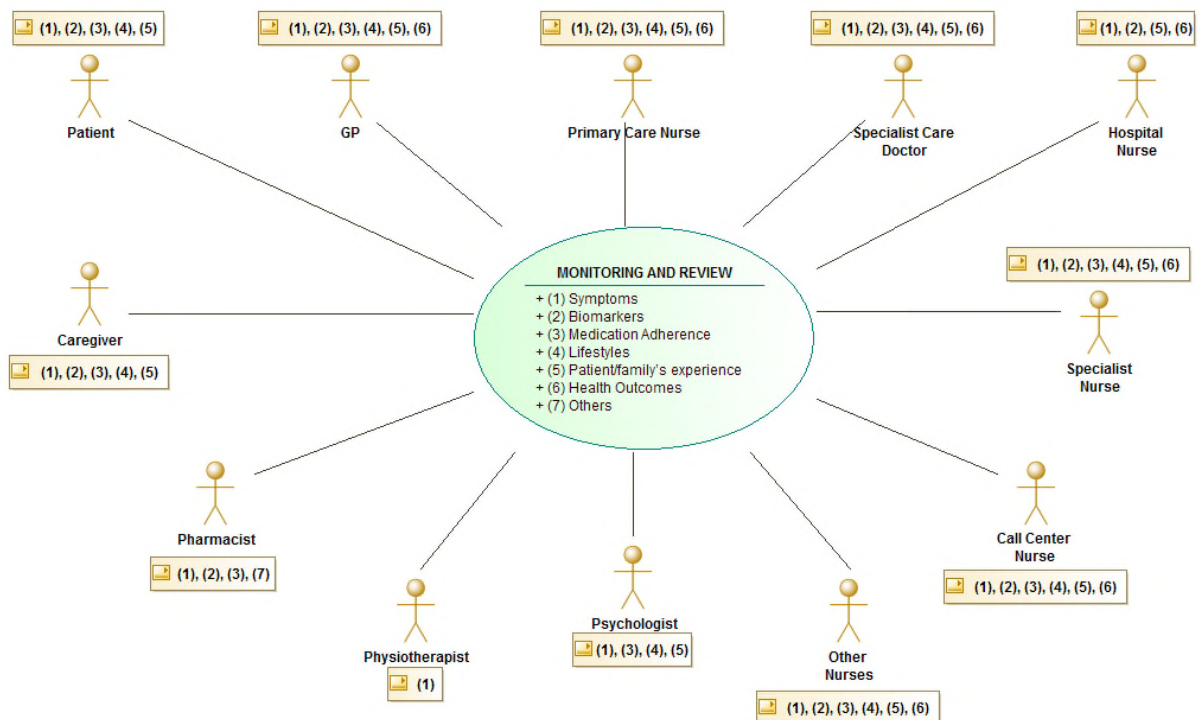 (1), (2), (3), (4), (5)
(1), (2), (3), (4), (5), (6)
(1), (2), (3), (4), (5), (6)
(1), (2), (3), (4), (5), (6)
(1), (2), (5), (6)
Patient
GP
Primary Care Nurse
Specialist Care
Doctor
Hospital
Nurse
MONITORING AND REVIEW
+ (1) Symptoms
+ (2) Biomarkers
+ (3) Medication Adherence
+ (4) Lifestyles
+ (5) Patient/family's experience
+ (6) Health Outcomes
+ (7) Others
(1), (2), (3), (4), (5), (6)
Specialist
Nurse
Caregiver
(1), (2), (3), (4), (5)
Pharmacist
(1), (2), (3), (7)
Call Center
Nurse
(1), (2), (3), (4), (5), (6)
Physiotherapist
(1)
Psychologist
(1), (3), (4), (5)
Other
Nurses
(1), (2), (3), (4), (5), (6)